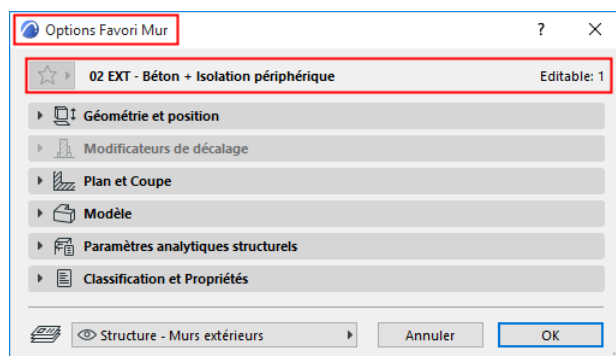 Options Favori Mur
?
02 EXT - Béton + Isolation périphérique Editable: 1
Géométrie et position
Modificateurs de décalage
Plan et Coupe
Modèle
Paramètres analytiques structurels
Classification et Propriétés
Structure - Murs extérieurs Annuler OK